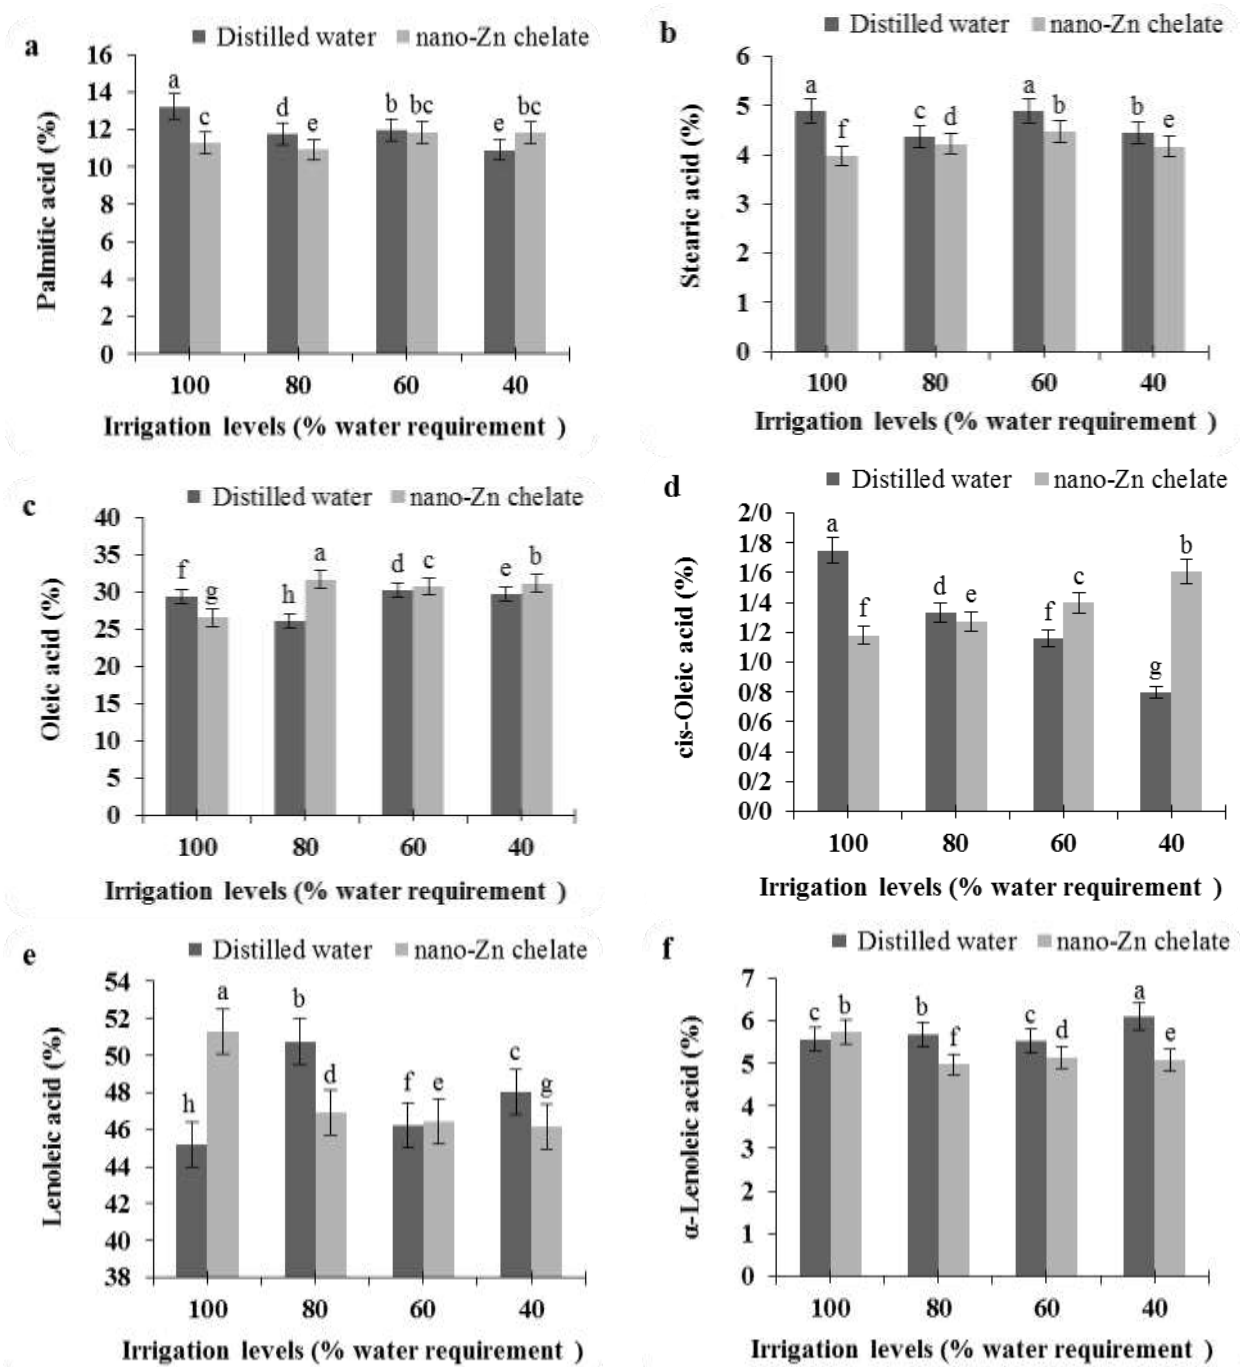 a
Distilled water nano-Zn chelate
Palmitic acid (%)
16
14
12
10
8
6
4
2
0
a c d e b bc e bc
100 80 60 40
Irrigation levels (% water requirement )
b
Distilled water nano-Zn chelate
Stearic acid (%)
6
5
4
3
2
1
0
a f c d a b b e
100 80 60 40
Irrigation levels (% water requirement )
c
Distilled water nano-Zn chelate
Oleic acid (%)
40
35
30
25
20
15
10
5
0
f g h a d c e b
100 80 60 40
Irrigation levels (% water requirement )
d
Distilled water nano-Zn chelate
cis-Oleic acid (%)
2/0
1/8
1/6
1/4
1/2
1/0
0/8
0/6
0/4
0/2
0/0
a f d e f c g b
100 80 60 40
Irrigation levels (% water requirement )
e
Distilled water nano-Zn chelate
Lenoleic acid (%)
54
52
50
48
46
44
42
40
38
h a b d f e c g
100 80 60 40
Irrigation levels (% water requirement )
f
Distilled water nano-Zn chelate
α-Lenoleic acid (%)
7
6
5
4
3
2
1
0
c b b f c d a e
100 80 60 40
Irrigation levels (% water requirement )